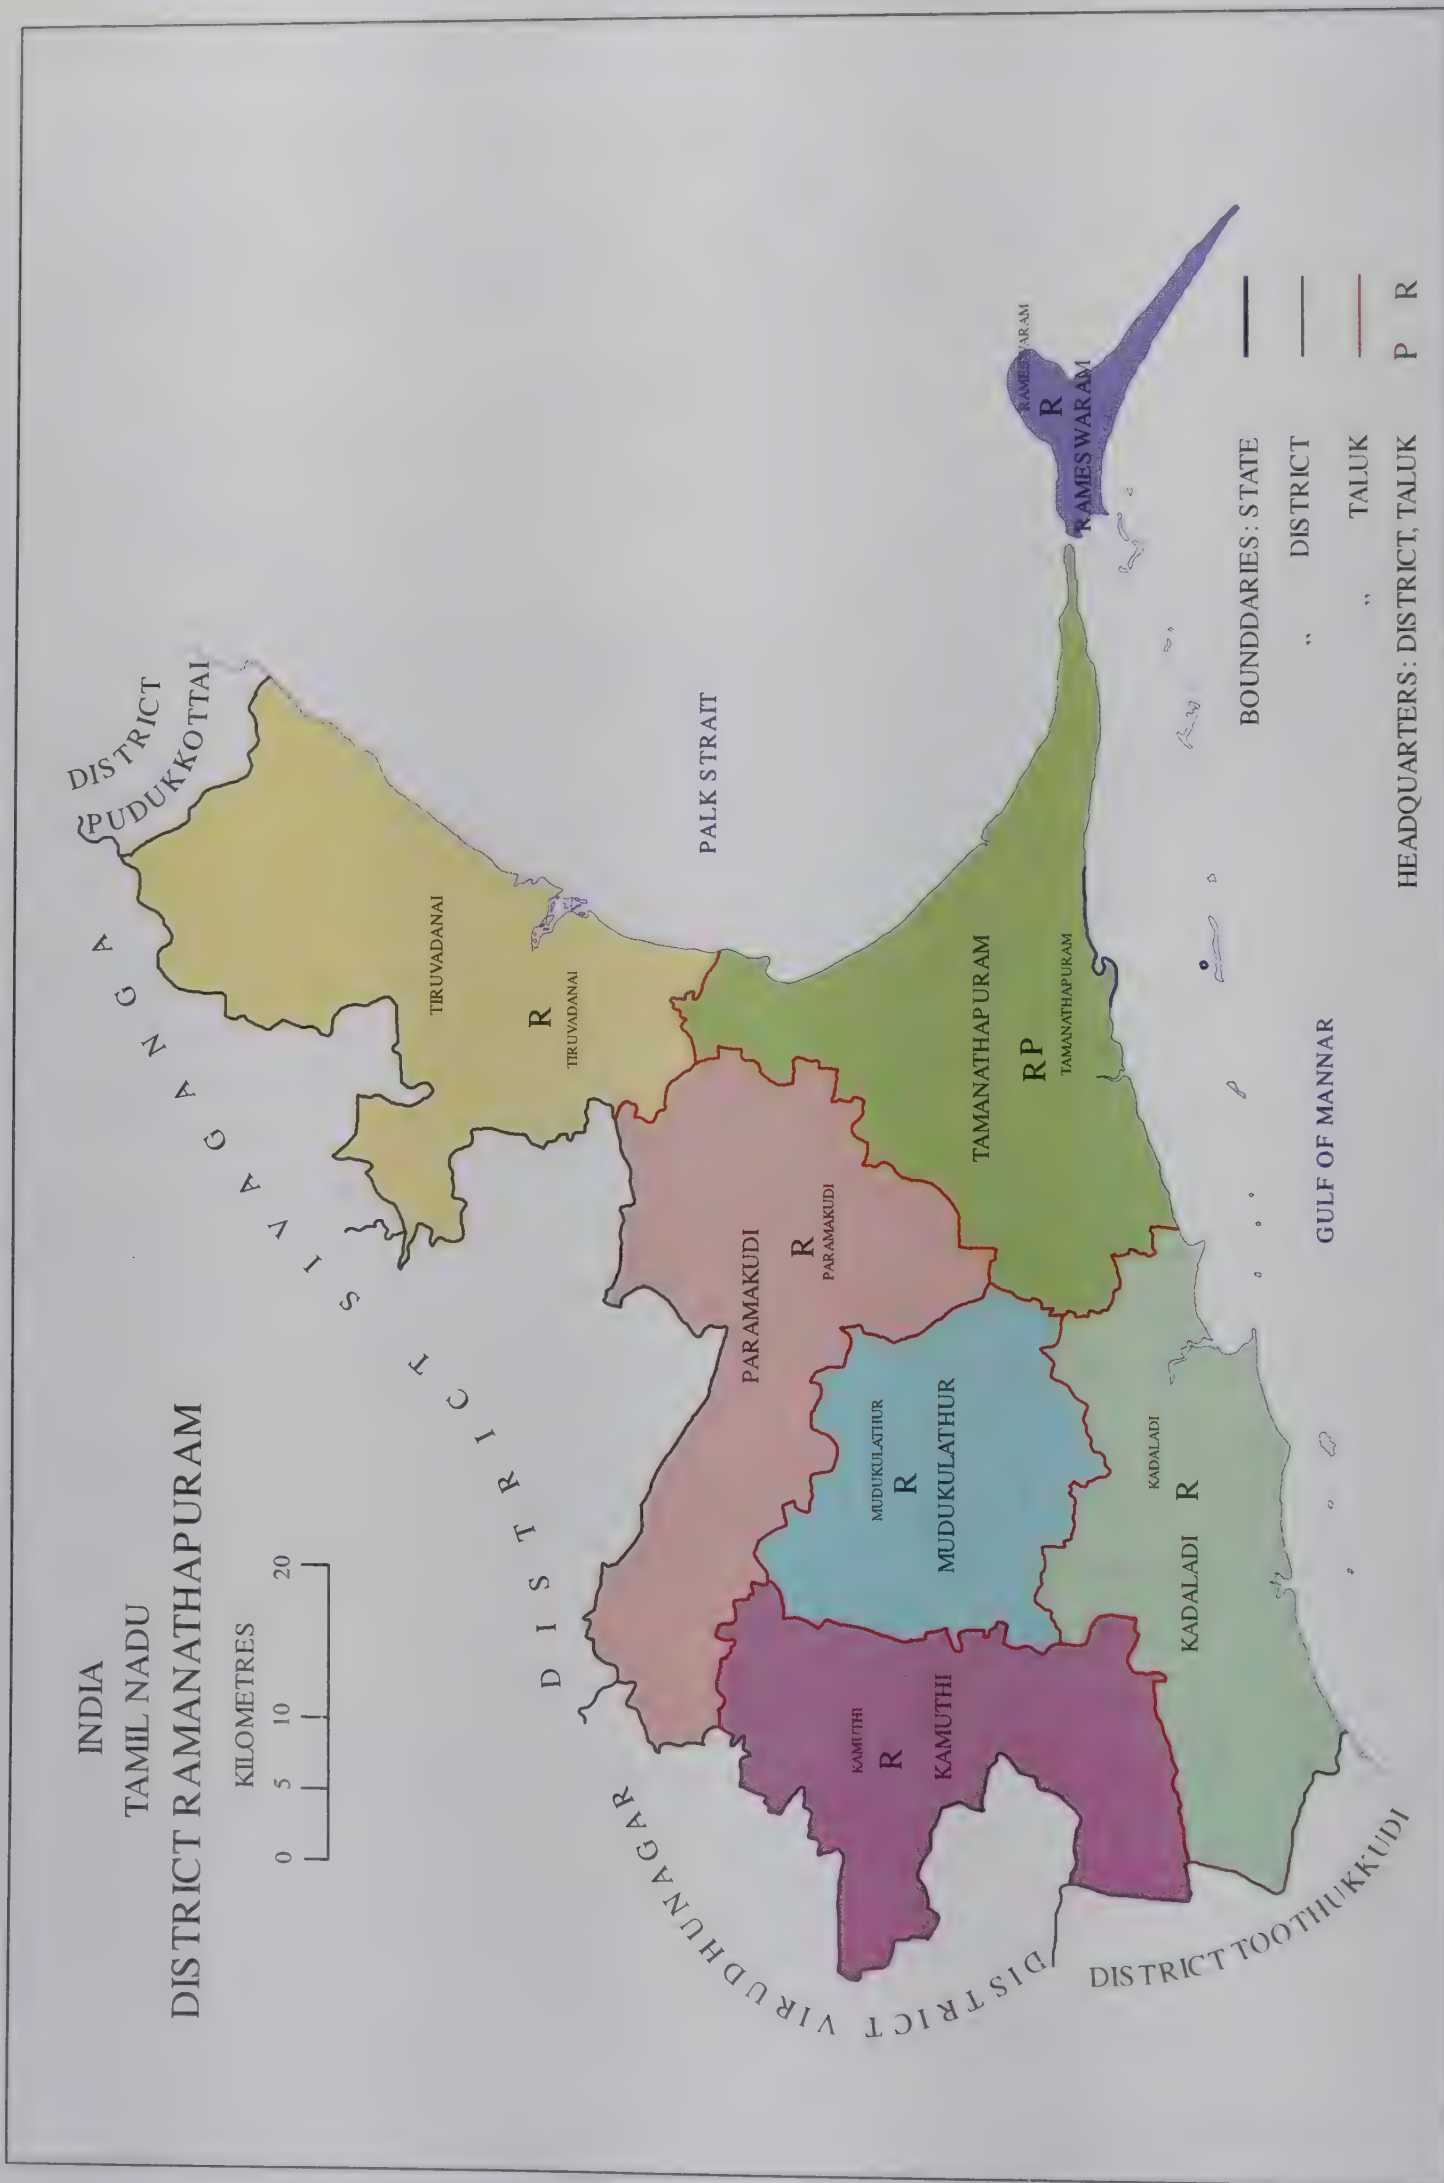 INDIA
TAMIL NADU
DISTRICT RAMANATHAPURAM
KILOMETRES
0 5 10 20
DISTRICT
PUDUKKOTTAI
DISTRICT SIVAGANGA
TIRUVADANAI
R
TIRUVADANAI
PALK STRAIT
PARAMAKUDI
R
PARAMAKUDI
TAMANATHAPURAM
RP
TAMANATHAPURAM
RAMESWARAM
R
RAMESWARAM
MUDUKULATHUR
R
MUDUKULATHUR
KAMUTHI
R
KAMUTHI
KADALADI
KADALADI R
DISTRICT VIRUDHUNAGAR
DISTRICT TOOTHUKKUDI
GULF OF MANNAR
BOUNDDARIES : STATE
,, DISTRICT
,, TALUK
HEADQUARTERS : DISTRICT, TALUK P R